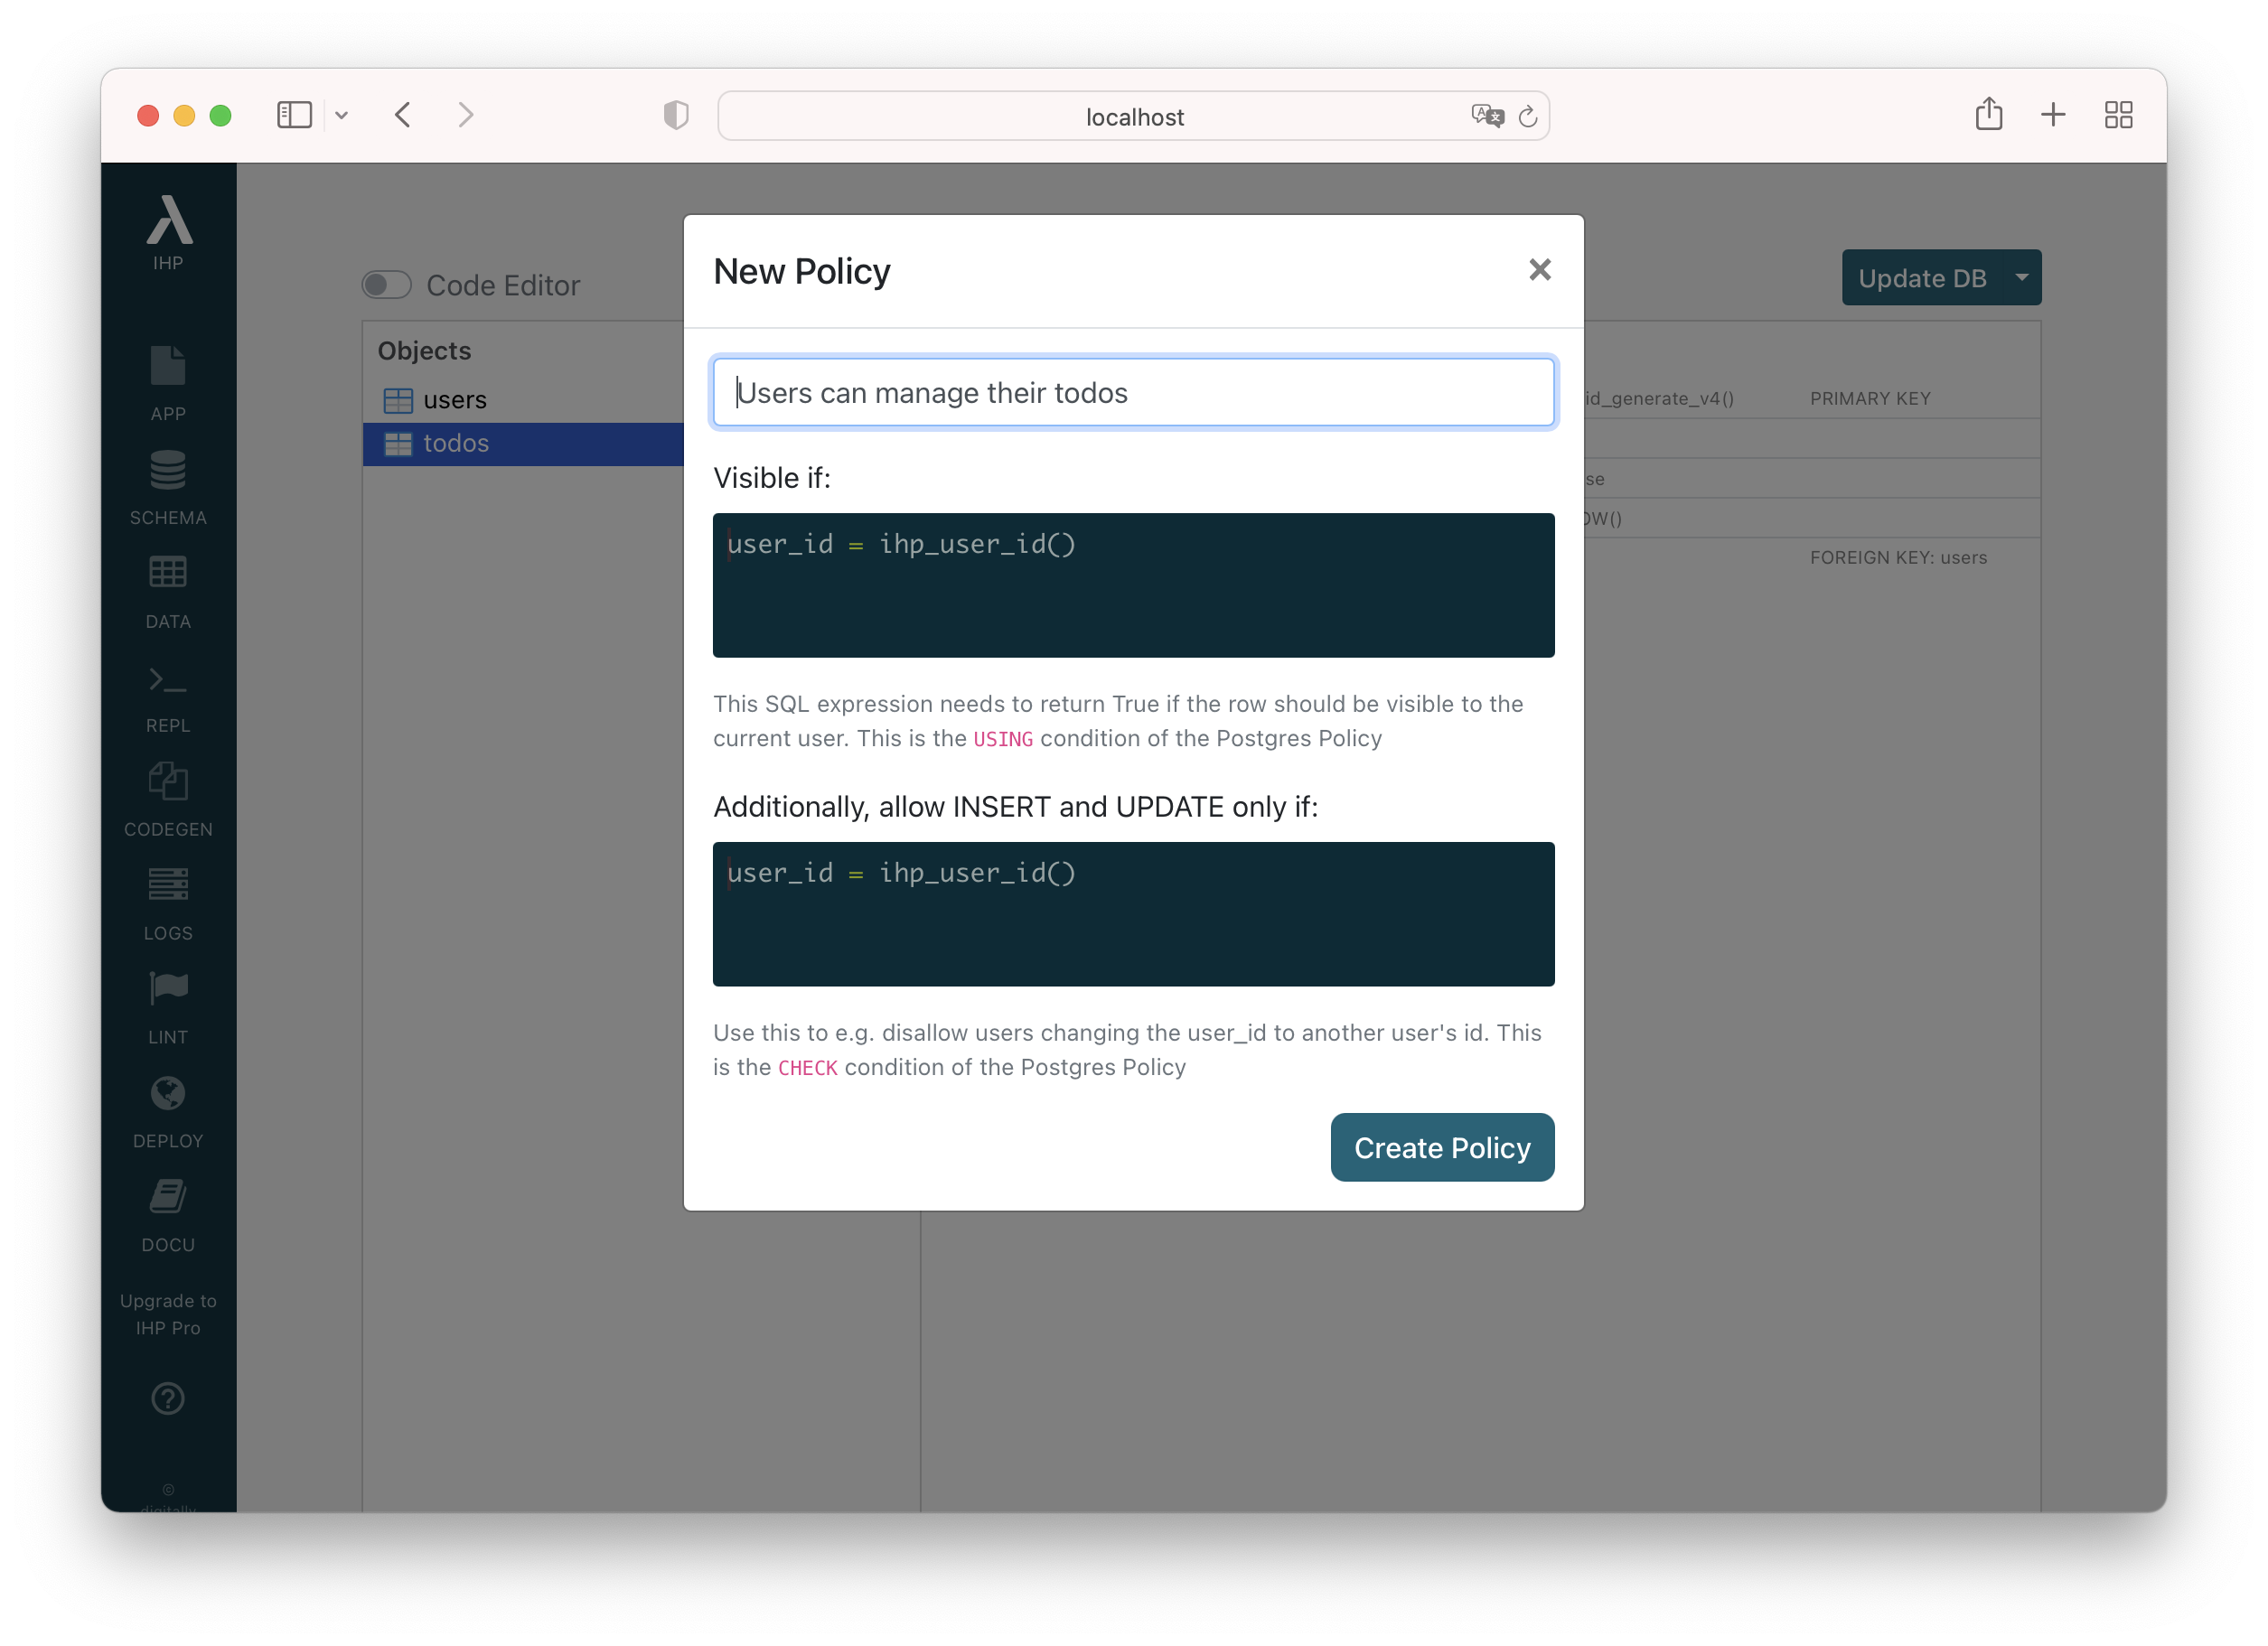 localhost
IHP
APP
SCHEMA
DATA
REPL
CODEGEN
LOGS
LINT
DEPLOY
DOCU
Upgrade to
IHP Pro
©
digitally
Code Editor
Update DB
Objects
users
todos
id_generate_v4() PRIMARY KEY
se
OW()
FOREIGN KEY: users
New Policy
Users can manage their todos
Visible if:
user_id = ihp_user_id()
This SQL expression needs to return True if the row should be visible to the
current user. This is the USING condition of the Postgres Policy
Additionally, allow INSERT and UPDATE only if:
user_id = ihp_user_id()
Use this to e.g. disallow users changing the user_id to another user's id. This
is the CHECK condition of the Postgres Policy
Create Policy